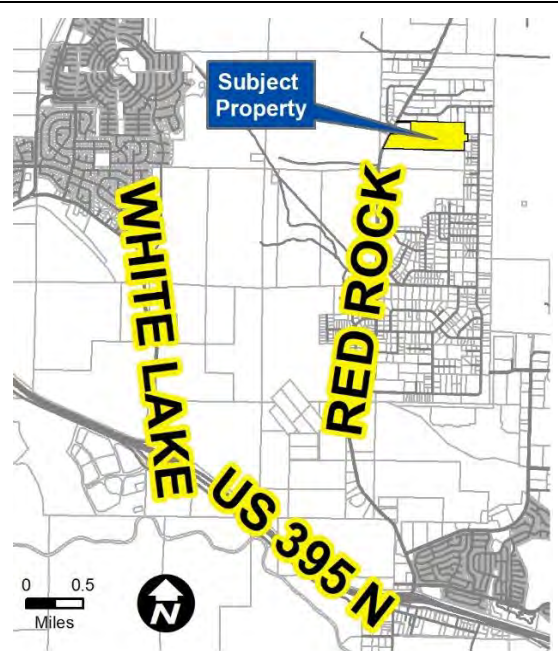 Subject
Property
WHITE LAKE
RED ROCK
US 395 N
0 0.5
Miles
N